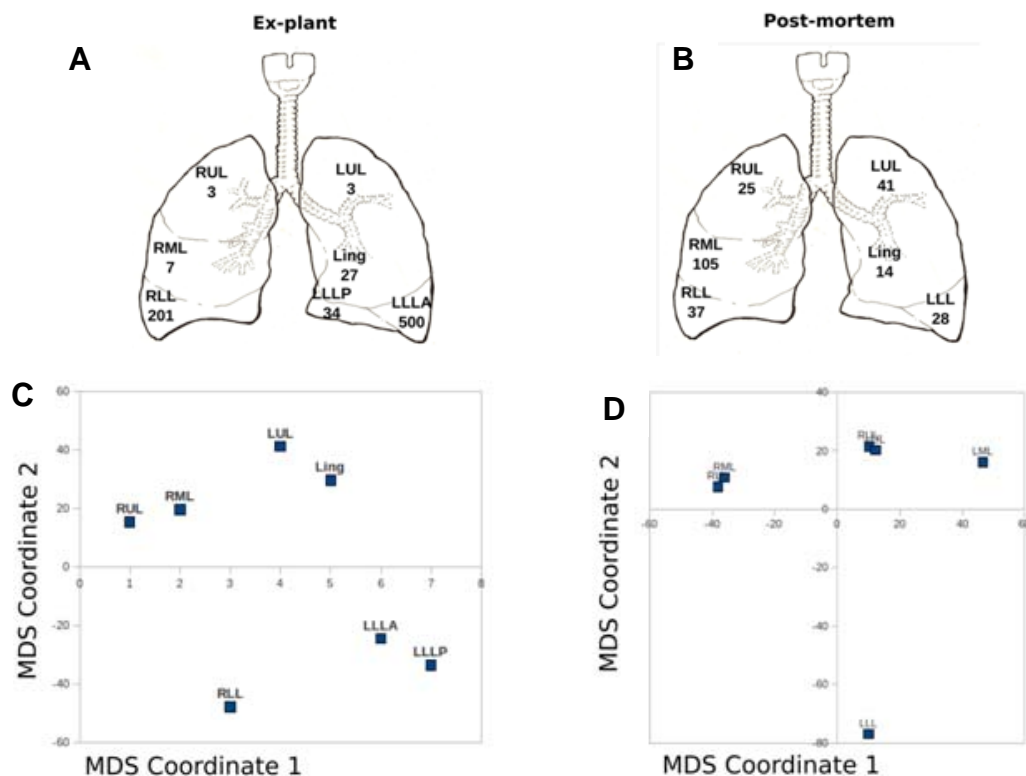 Ex-plant
Post-mortem
A
B
RUL
3
LUL
3
RML
7
Ling
27
RLL
201
LLLP
34
LLLA
500
RUL
25
LUL
41
RML
105
Ling
14
RLL
37
LLL
28
C
60
40
20
0
-20
-40
-60
0 1 2 3 4 5 6 7 8
LUL
Ling
RML
RUL
LLLA
LLLP
RLL
MDS Coordinate 2
MDS Coordinate 1
D
40
20
0
-20
-40
-60
-80
-60 -40 -20 0 20 40 60
LML
RML
LLL
MDS Coordinate 2
MDS Coordinate 1